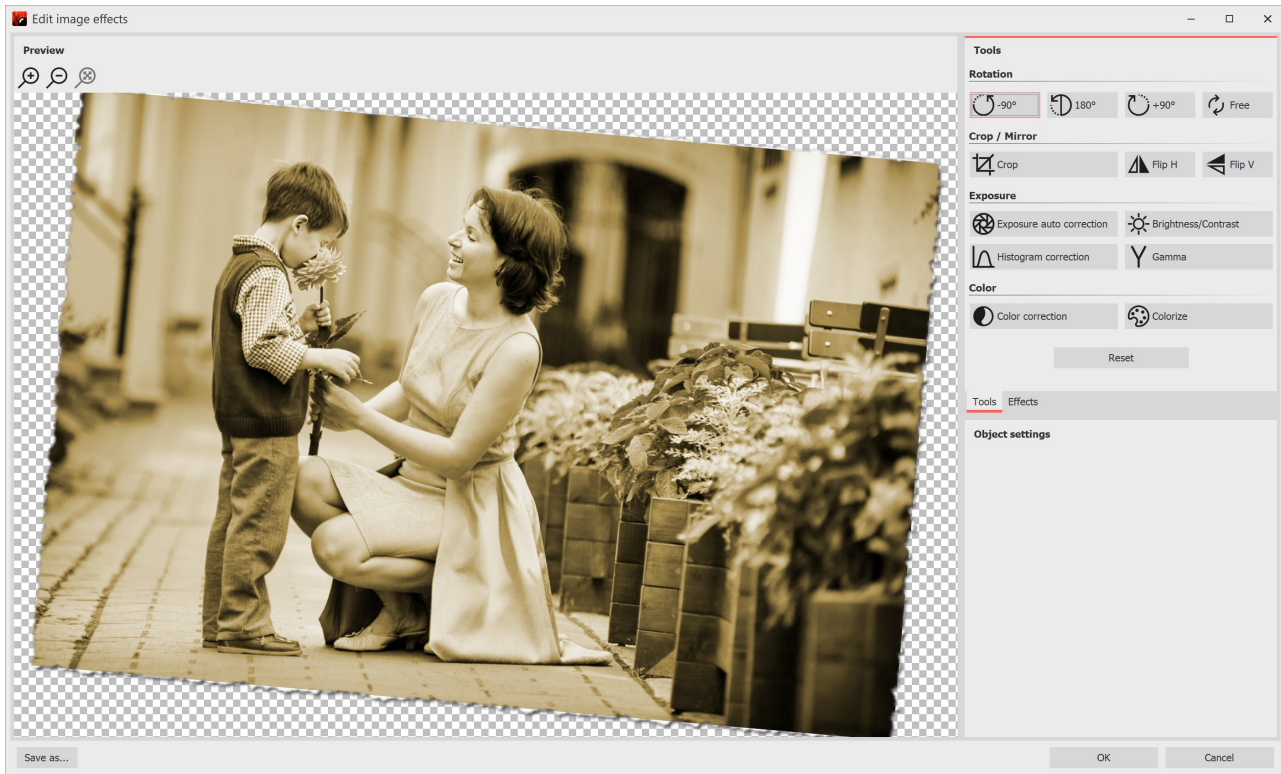 Edit image effects
Preview
Tools
Rotation
-90° 180° +90° Free
Crop / Mirror
Crop Flip H Flip V
Exposure
Exposure auto correction Brightness/Contrast
Histogram correction Gamma
Color
Color correction Colorize
Reset
Tools Effects
Object settings
Save as... OK Cancel